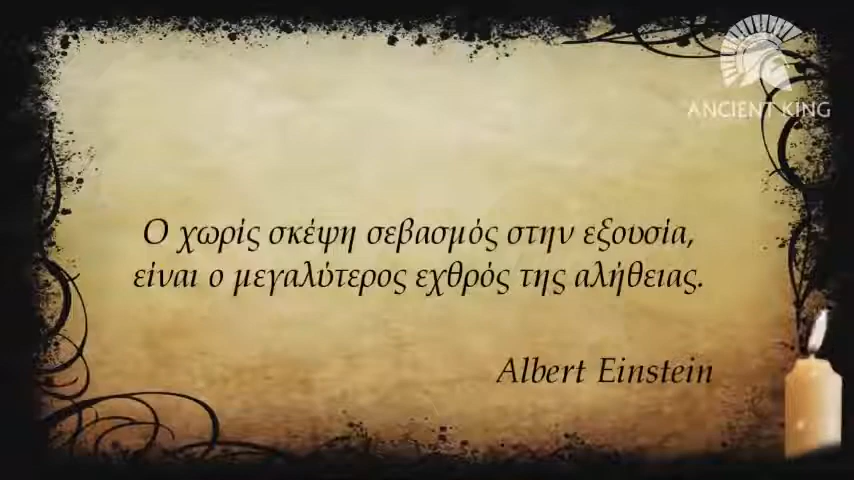 ANCIENT KING
Ο χωρίς σκέψη σεβασμός στην εξουσία,
είναι ο μεγαλύτερος εχθρός της αλήθειας.
Albert Einstein